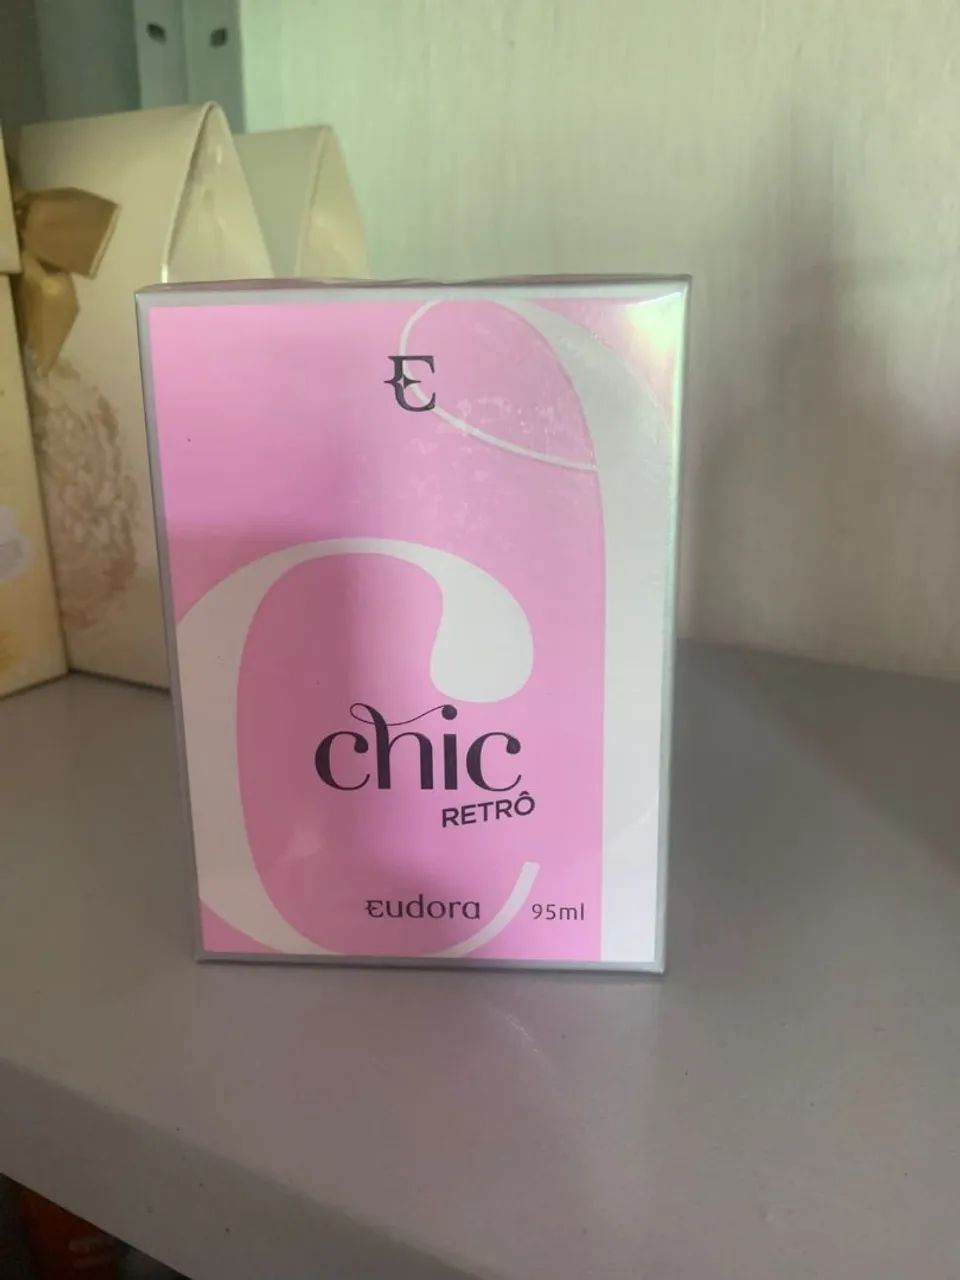 E
chic
RETRÔ
Eudora 95ml